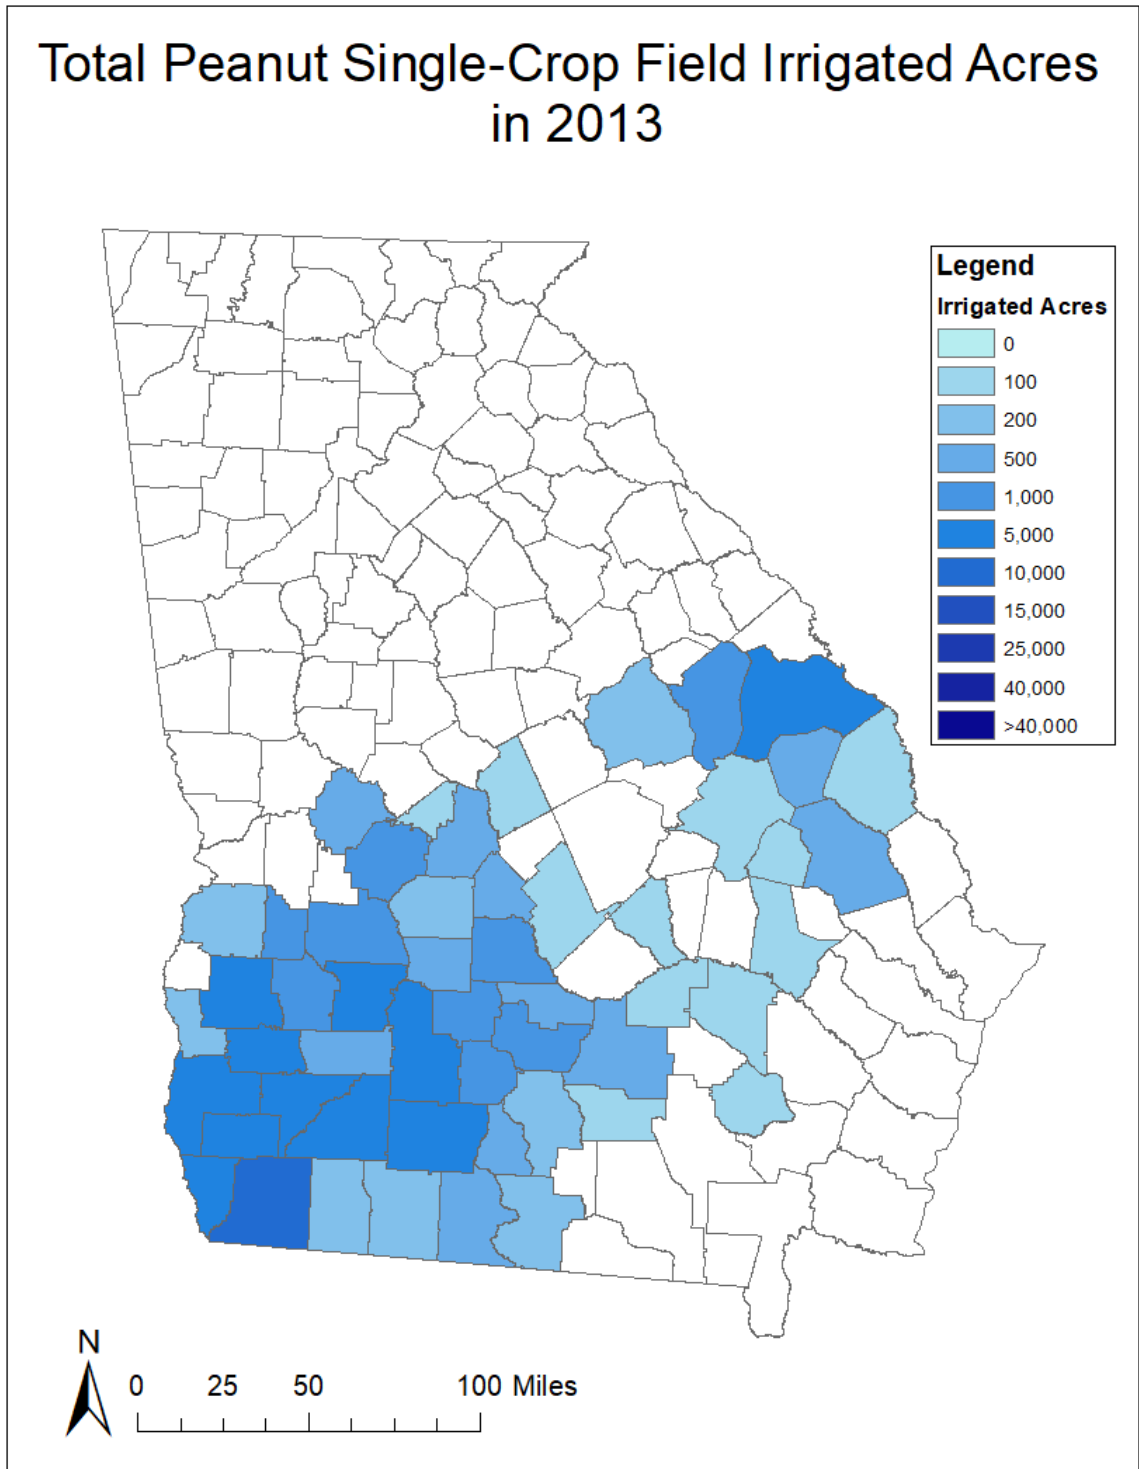 Total Peanut Single-Crop Field Irrigated Acres
in 2013
Legend
Irrigated Acres
0
100
200
500
1,000
5,000
10,000
15,000
25,000
40,000
>40,000
N
0 25 50 100 Miles